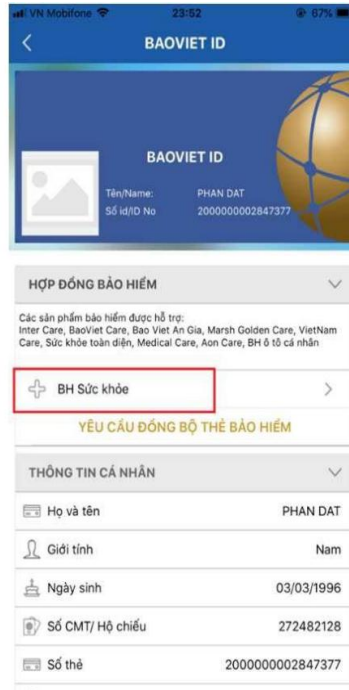 VN Mobifone 23:52 67%
BAOVIET ID
BAOVIET ID
Tên/Name: PHAN DAT
Số id/ID No 2000000002847377
HỢP ĐỒNG BẢO HIỂM
Các sản phẩm bảo hiểm được hỗ trợ:
Inter Care, BaoViet Care, Bao Viet An Gia, Marsh Golden Care, VietNam
Care, Sức khỏe toàn diện, Medical Care, Aon Care, BH ô tô cá nhân
BH Sức khỏe
YÊU CẦU ĐỒNG BỘ THẺ BẢO HIỂM
THÔNG TIN CÁ NHÂN
Họ và tên PHAN DAT
Giới tính Nam
Ngày sinh 03/03/1996
Số CMT/ Hộ chiếu 272482128
Số thẻ 2000000002847377